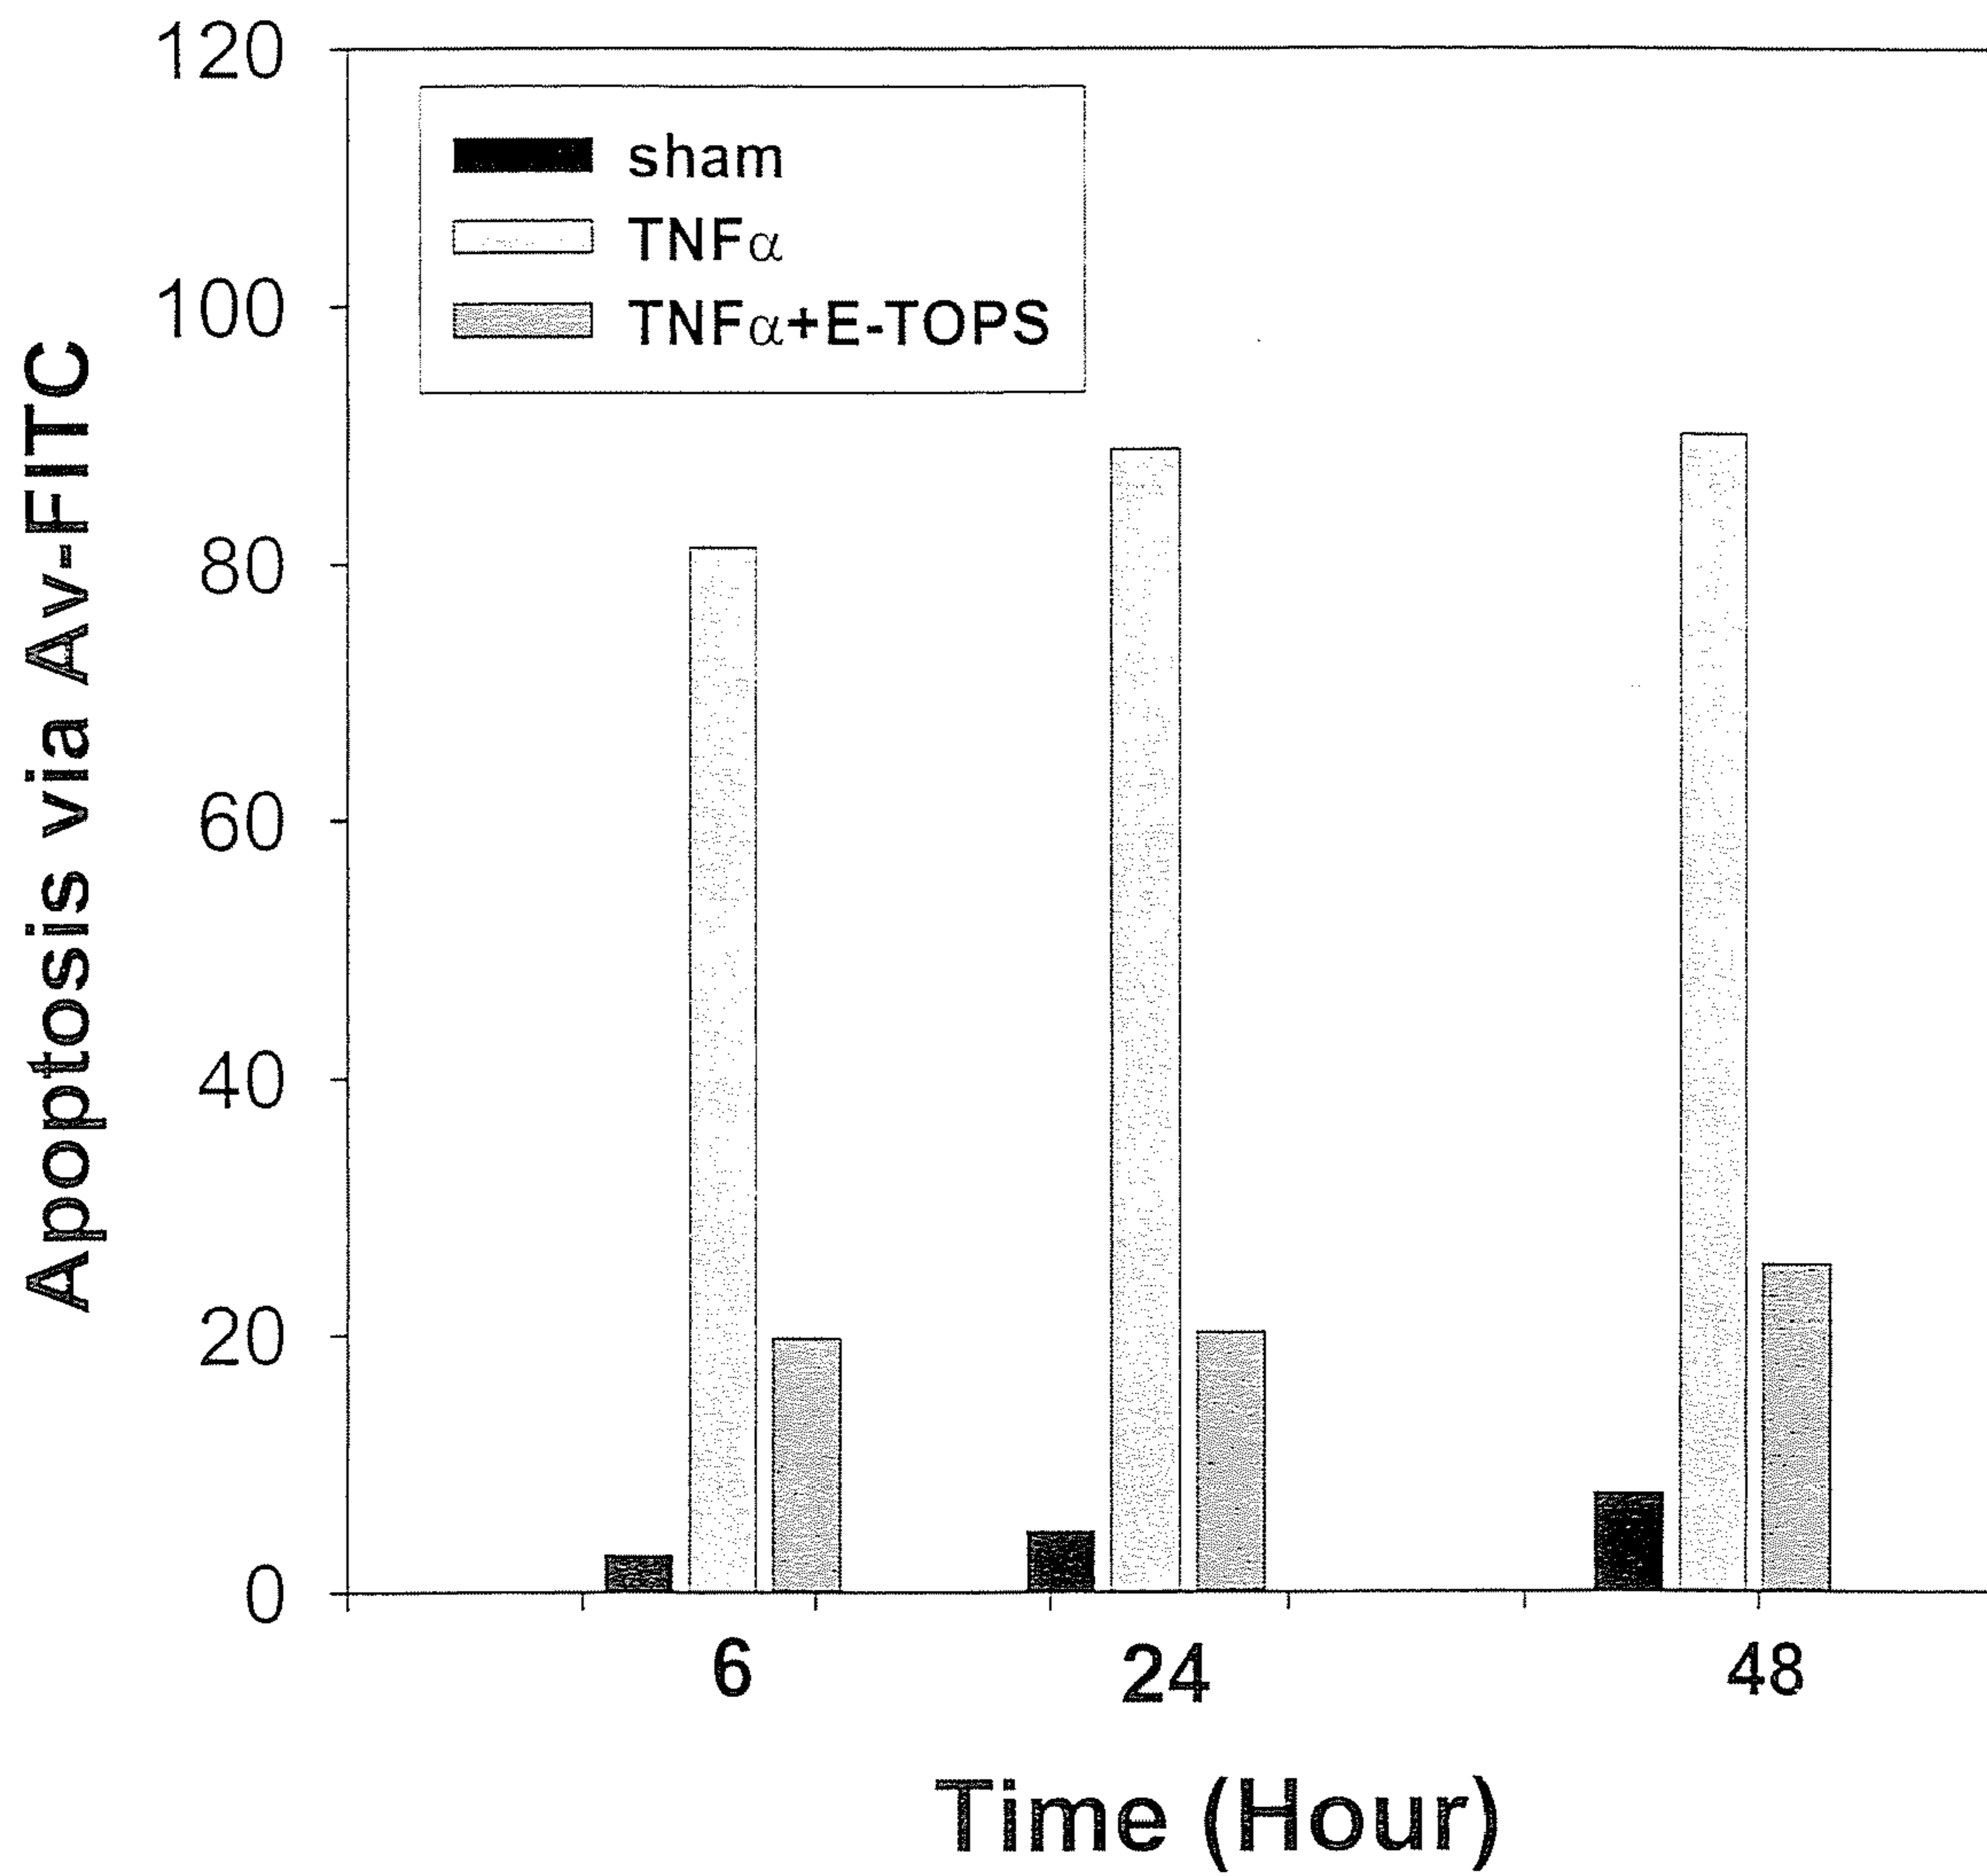 120
100
80
60
40
20
0
Apoptosis via Av-FITC
sham
TNFα
TNFα+E-TOPS
6
24
48
Time (Hour)